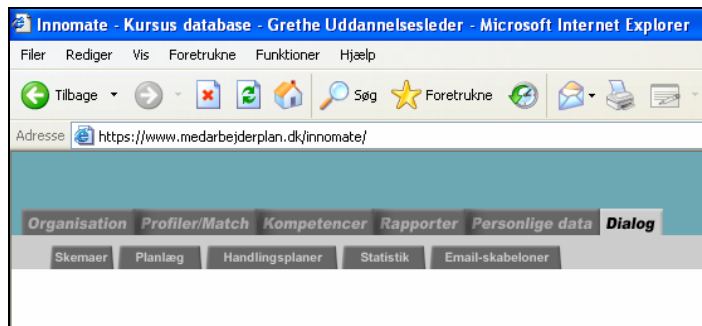 Innomate - Kursus database - Grethe Uddannelsesleder - Microsoft Internet Explorer
Filer Rediger Vis Foretrukne Funktioner Hjælp
Tilbage Søg Foretrukne
Adresse https://www.medarbejderplan.dk/innomate/
Organisation Profiler/Match Kompetencer Rapporter Personlige data Dialog
Skemaer Planlæg Handlingsplaner Statistik Email-skabeloner